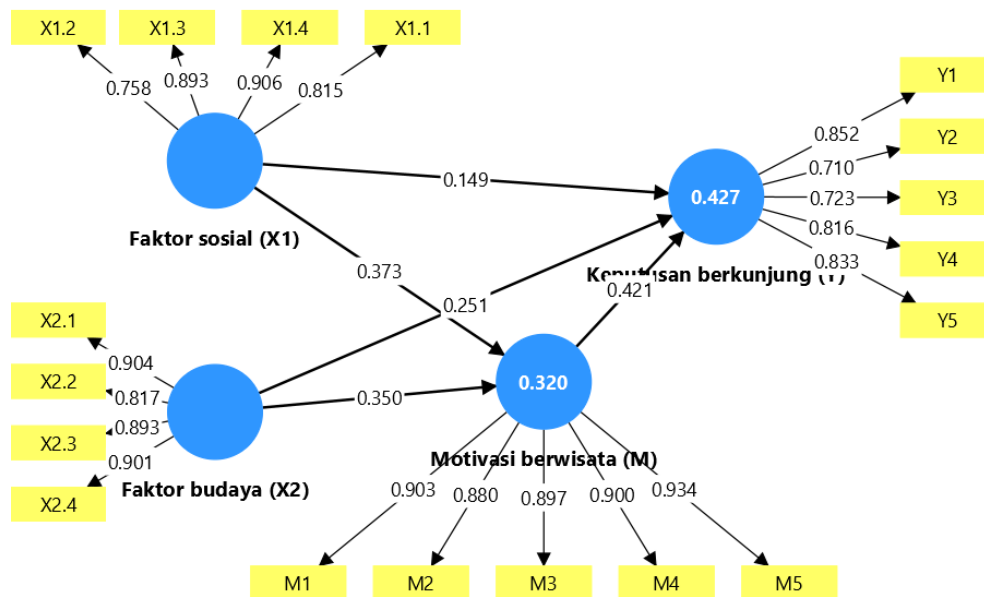 X1.2 X1.3 X1.4 X1.1
0.758 0.893 0.906 0.815
Faktor sosial (X1)
0.149
0.373
0.251
0.350
0.421
Y1
Y2
Y3
Y4
Y5
0.852
0.710
0.723
0.816
0.833
0.427
Keputusan berkunjung (Y)
X2.1
X2.2
X2.3
X2.4
0.904
0.817
0.893
0.901
Faktor budaya (X2)
0.320
Motivasi berwisata (M)
0.903 0.880 0.897 0.900 0.934
M1 M2 M3 M4 M5